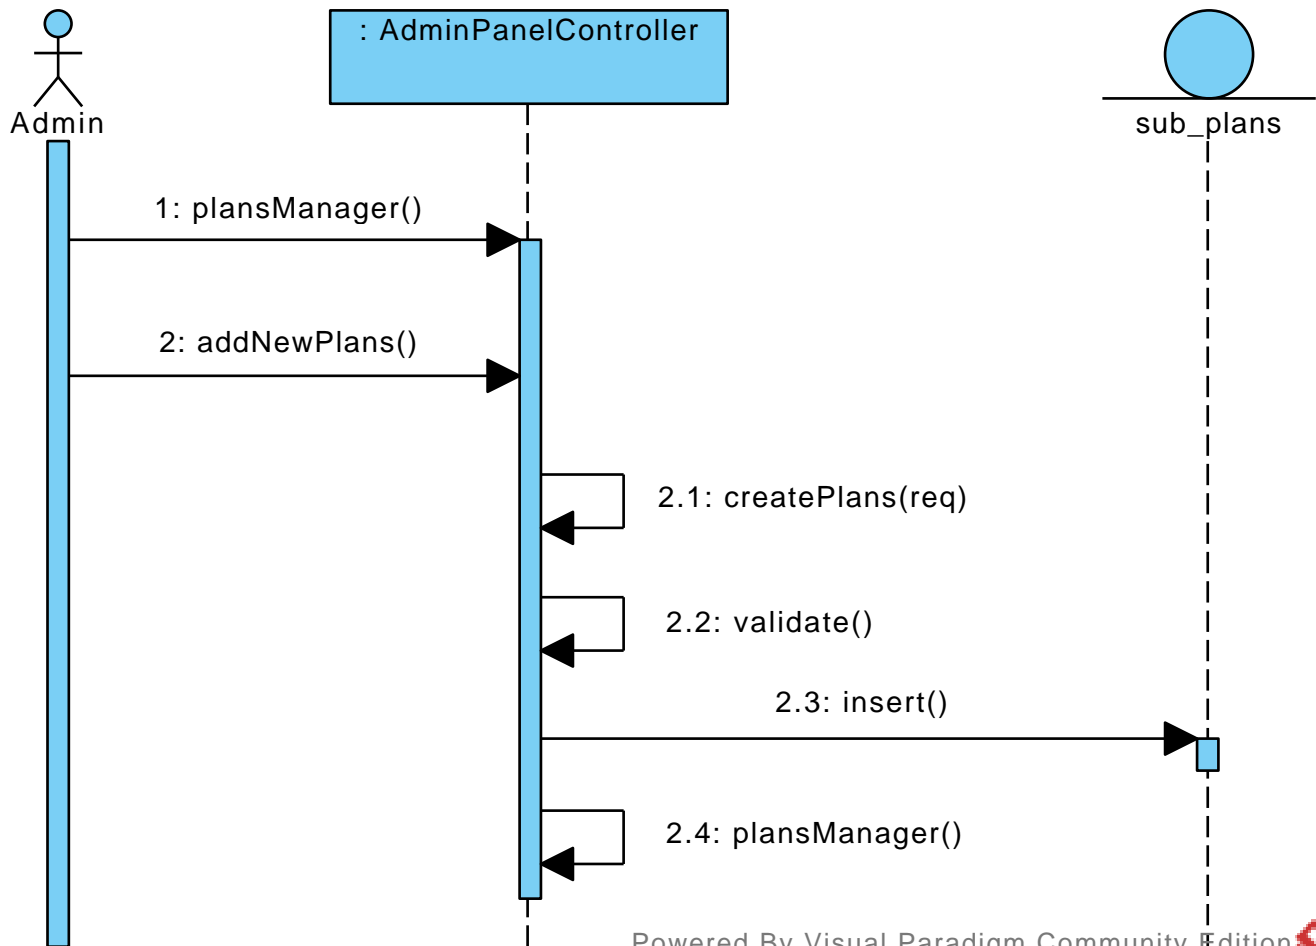 : AdminPanelController
Admin
sub_plans
1: plansManager()
2: addNewPlans()
2.1: createPlans(req)
2.2: validate()
2.3: insert()
2.4: plansManager()
Powered By Visual Paradigm Community Edition